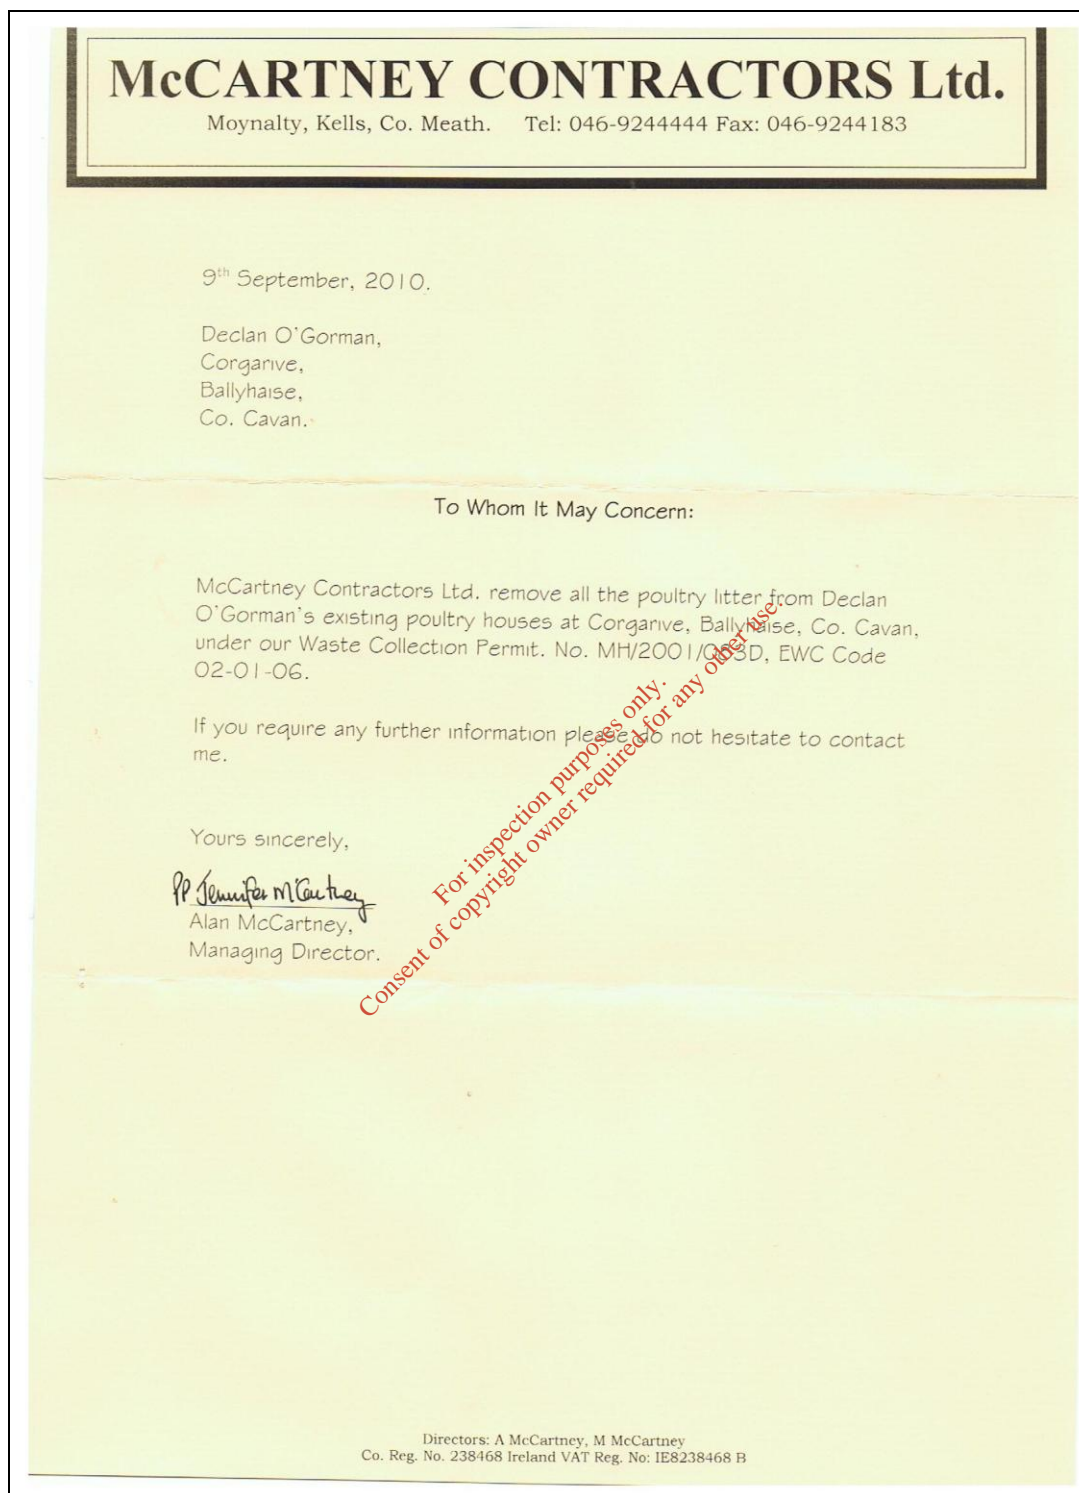 McCARTNEY CONTRACTORS Ltd.
Moynalty, Kells, Co. Meath. Tel: 046-9244444 Fax: 046-9244183
9th September, 2010.
Declan O'Gorman,
Corgarive,
Ballyhaise,
Co. Cavan.
To Whom It May Concern:
McCartney Contractors Ltd. remove all the poultry litter from Declan
O'Gorman's existing poultry houses at Corgarive, Ballyhaise, Co. Cavan,
under our Waste Collection Permit. No. EWC Code
02-01-06.
If you require any further information please do not hesitate to contact
me.
Yours sincerely,
PP Jennifer McCartney
Alan McCartney,
Managing Director.
For inspection purposes only.
Consent of copyright owner required for any other use.
Directors: A McCartney, M McCartney
Co. Reg. No. 238468 Ireland VAT Reg. No: IE8238468 B